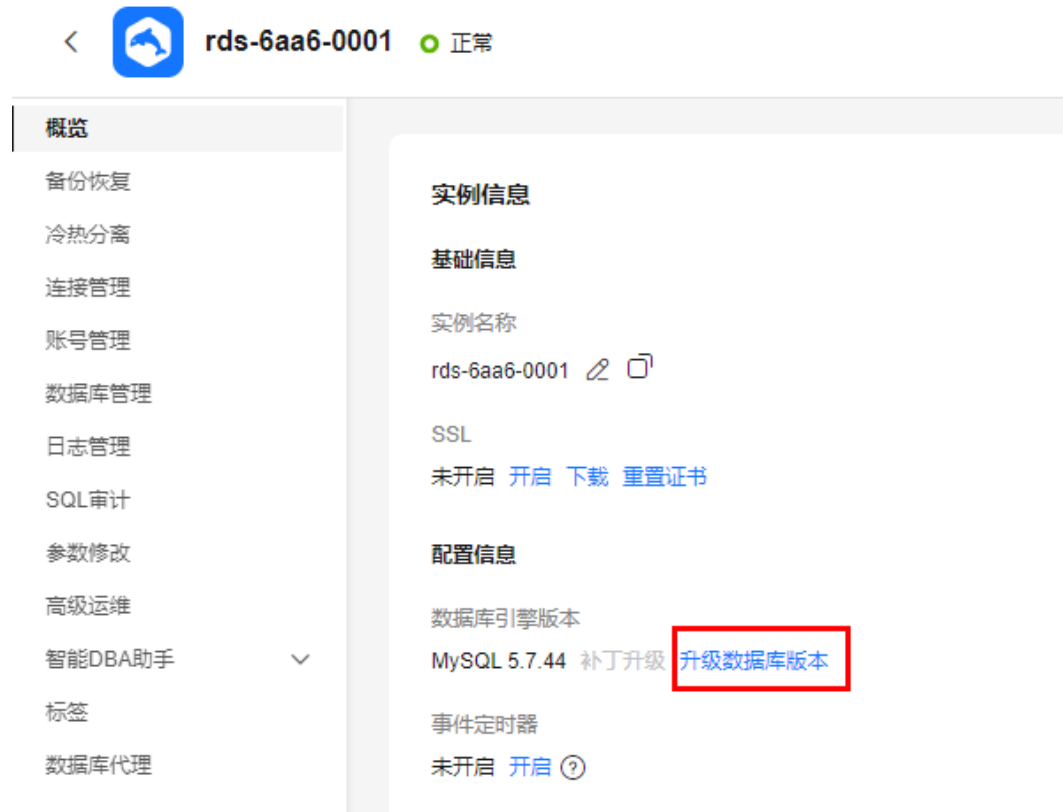 rds-6aa6-0001 正常
概览
备份恢复
冷热分离
连接管理
账号管理
数据库管理
日志管理
SQL审计
参数修改
高级运维
智能DBA助手
标签
数据库代理
实例信息
基础信息
实例名称
rds-6aa6-0001
SSL
未开启 开启 下载 重置证书
配置信息
数据库引擎版本
MySQL 5.7.44 补丁升级 升级数据库版本
事件定时器
未开启 开启 ?